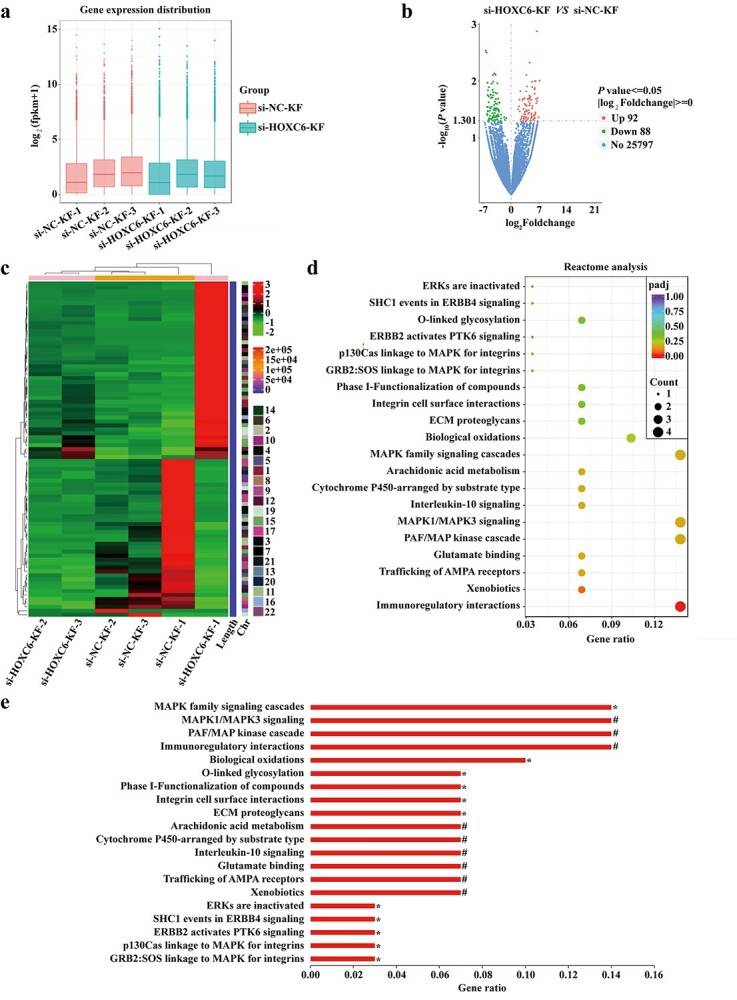 a
Gene expression distribution
log2(fpkm+1)
15
10
5
0
si-NC-KF-1
si-NC-KF-2
si-NC-KF-3
si-HOXC6-KF-1
si-HOXC6-KF-2
si-HOXC6-KF-3
Group
si-NC-KF
si-HOXC6-KF
b
si-HOXC6-KF VS si-NC-KF
-log10(P value)
3
2
1.301
1
0
-7 0 7 14 21
log2Foldchange
P value<=0.05
|log2Foldchange|>=0
Up 92
Down 88
No 25797
c
3
2
1
0
-1
-2
2e+05
15e+04
1e+05
5e+04
0
14
6
2
10
4
5
1
8
9
12
19
15
17
3
7
21
13
20
11
16
22
si-HOXC6-KF-2
si-HOXC6-KF-3
si-NC-KF-2
si-NC-KF-3
si-NC-KF-1
si-HOXC6-KF-1
Length
Chr
d
Reactome analysis
ERKs are inactivated
SHC1 events in ERBB4 signaling
O-linked glycosylation
ERBB2 activates PTK6 signaling
p130Cas linkage to MAPK for integrins
GRB2:SOS linkage to MAPK for integrins
Phase I-Functionalization of compounds
Integrin cell surface interactions
ECM proteoglycans
Biological oxidations
MAPK family signaling cascades
Arachidonic acid metabolism
Cytochrome P450-arranged by substrate type
Interleukin-10 signaling
MAPK1/MAPK3 signaling
PAF/MAP kinase cascade
Glutamate binding
Trafficking of AMPA receptors
Xenobiotics
Immunoregulatory interactions
0.03 0.06 0.09 0.12
Gene ratio
padj
1.00
0.75
0.50
0.25
0.00
Count
1
2
3
4
e
MAPK family signaling cascades *
MAPK1/MAPK3 signaling #
PAF/MAP kinase cascade #
Immunoregulatory interactions #
Biological oxidations *
O-linked glycosylation *
Phase I-Functionalization of compounds *
Integrin cell surface interactions *
ECM proteoglycans *
Arachidonic acid metabolism #
Cytochrome P450-arranged by substrate type #
Interleukin-10 signaling #
Glutamate binding #
Trafficking of AMPA receptors #
Xenobiotics #
ERKs are inactivated *
SHC1 events in ERBB4 signaling *
ERBB2 activates PTK6 signaling *
p130Cas linkage to MAPK for integrins *
GRB2:SOS linkage to MAPK for integrins *
0.00 0.02 0.04 0.06 0.08 0.10 0.12 0.14 0.16
Gene ratio